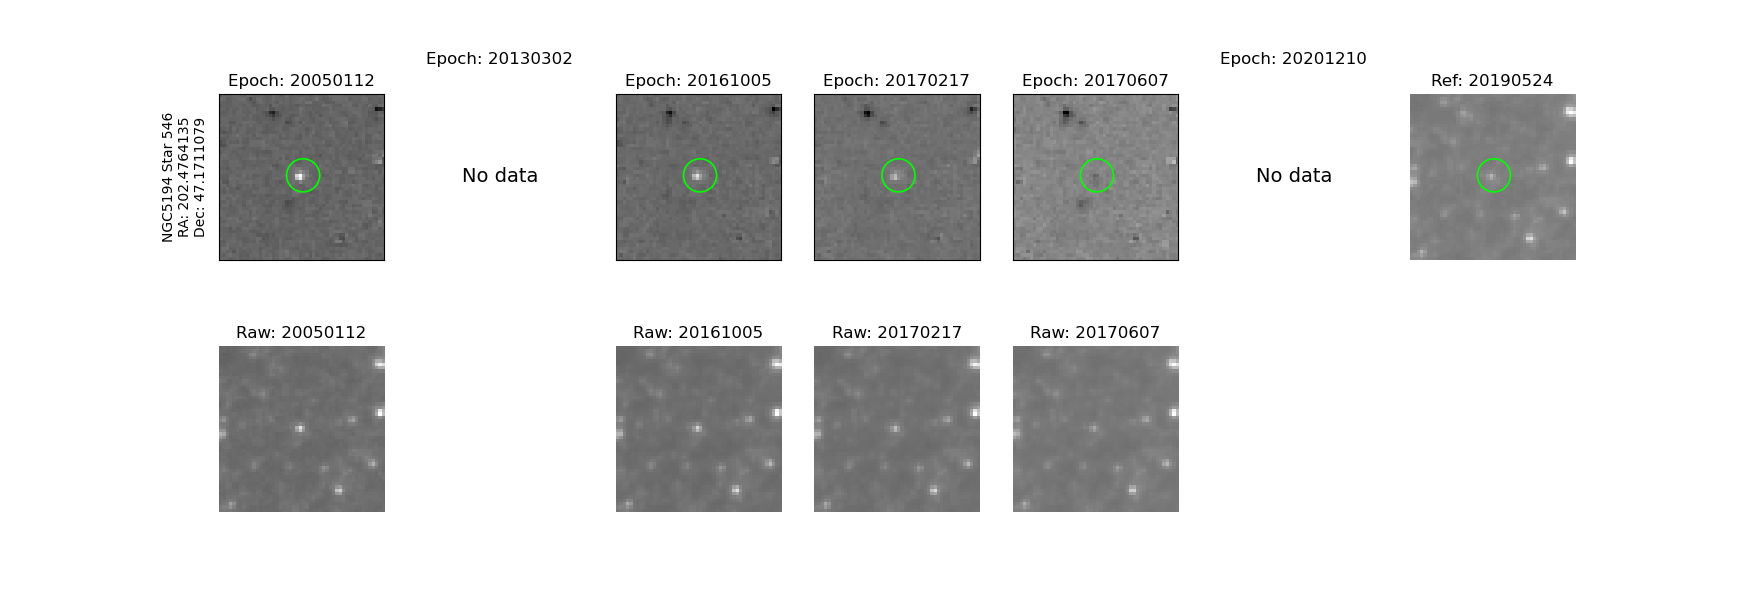 Epoch: 20130302
Epoch: 20201210
Epoch: 20050112
Epoch: 20161005
Epoch: 20170217
Epoch: 20170607
Ref: 20190524
NGC5194 Star 546
RA: 202.4764135
Dec: 47.1711079
No data
No data
Raw: 20050112
Raw: 20161005
Raw: 20170217
Raw: 20170607